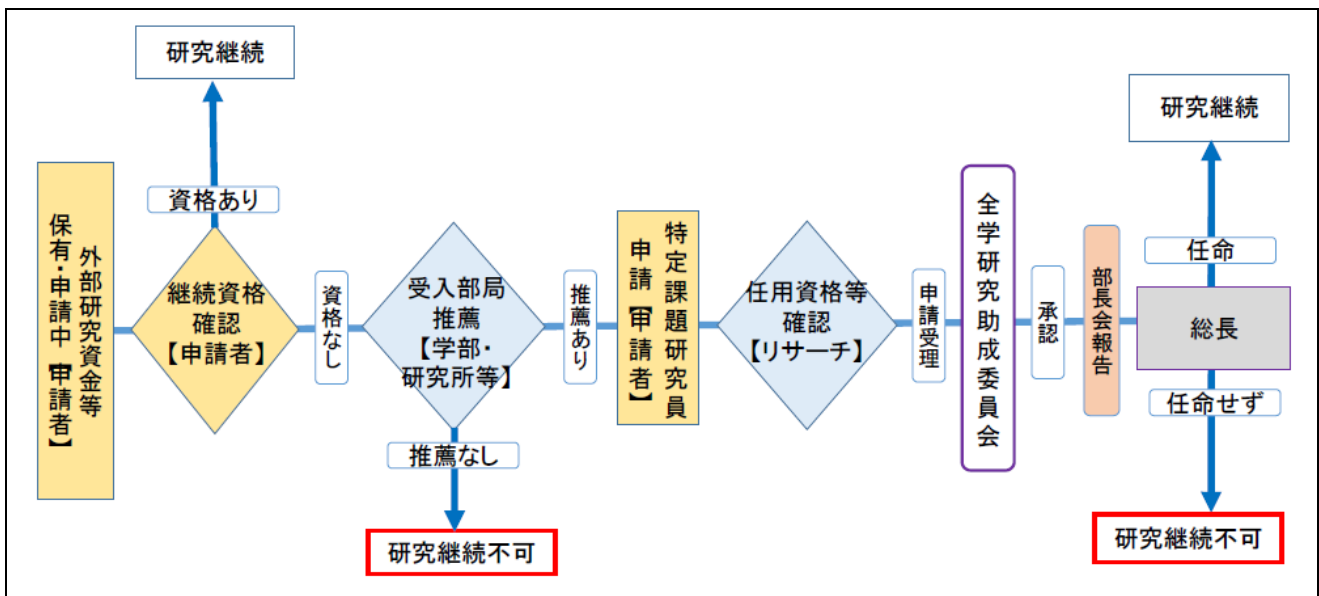 研究継続
資格あり
外部研究資金等
保有・申請中【申請者】
継続資格
確認
【申請者】
資格なし
受入部局
推薦
【学部・
研究所等】
推薦なし
研究継続不可
推薦あり
特定課題研究員
申請【申請者】
任用資格等
確認
【リサーチ】
申請受理
全学研究助成委員会
承認
部長会報告
研究継続
任命
総長
任命せず
研究継続不可